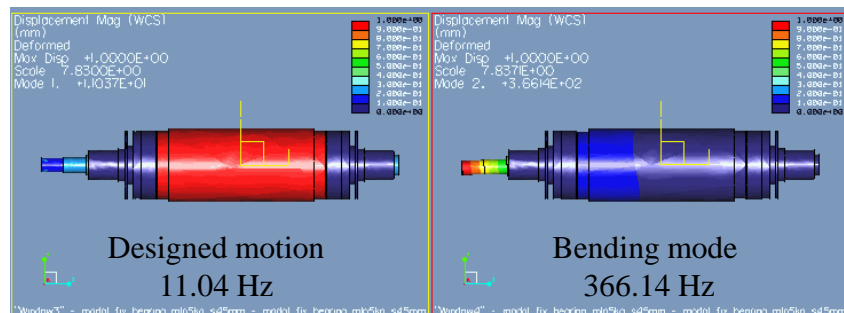 Displacement Mag (WCS)
(mm)
Deformed
Max Disp +1.0000E+00
Scale 7.8300E+00
Mode 1, +1.1037E+01
1.000e+00
9.000e-01
8.000e-01
7.000e-01
6.000e-01
5.000e-01
4.000e-01
3.000e-01
2.000e-01
1.000e-01
0.000e+00
Designed motion
11.04 Hz
"Window3" -
Displacement Mag (WCS)
(mm)
Deformed
Max Disp +1.0000E+00
Scale 7.8371E+00
Mode 2, +3.6614E+02
1.000e+00
9.000e-01
8.000e-01
7.000e-01
6.000e-01
5.000e-01
4.000e-01
3.000e-01
2.000e-01
1.000e-01
0.000e+00
Bending mode
366.14 Hz
"Window4" -